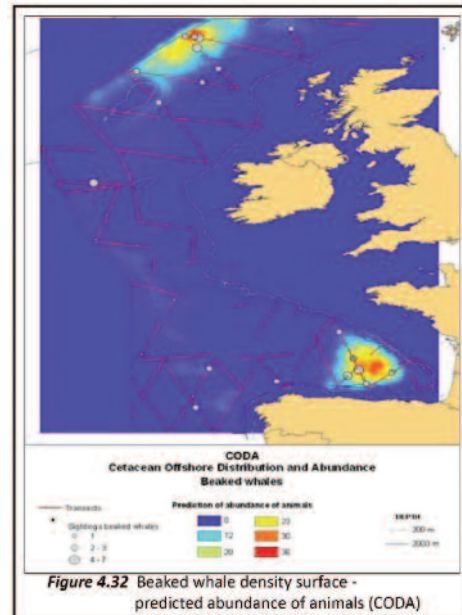 CODA
Cetacean Offshore Distribution and Abundance
Beaked whales
Transects
Sightings beaked whales
1
2 - 3
4 - 7
Prediction of abundance of animals
0
12
20
30
DEPTH
200 m
2000 m
Figure 4.32 Beaked whale density surface -
predicted abundance of animals (CODA)